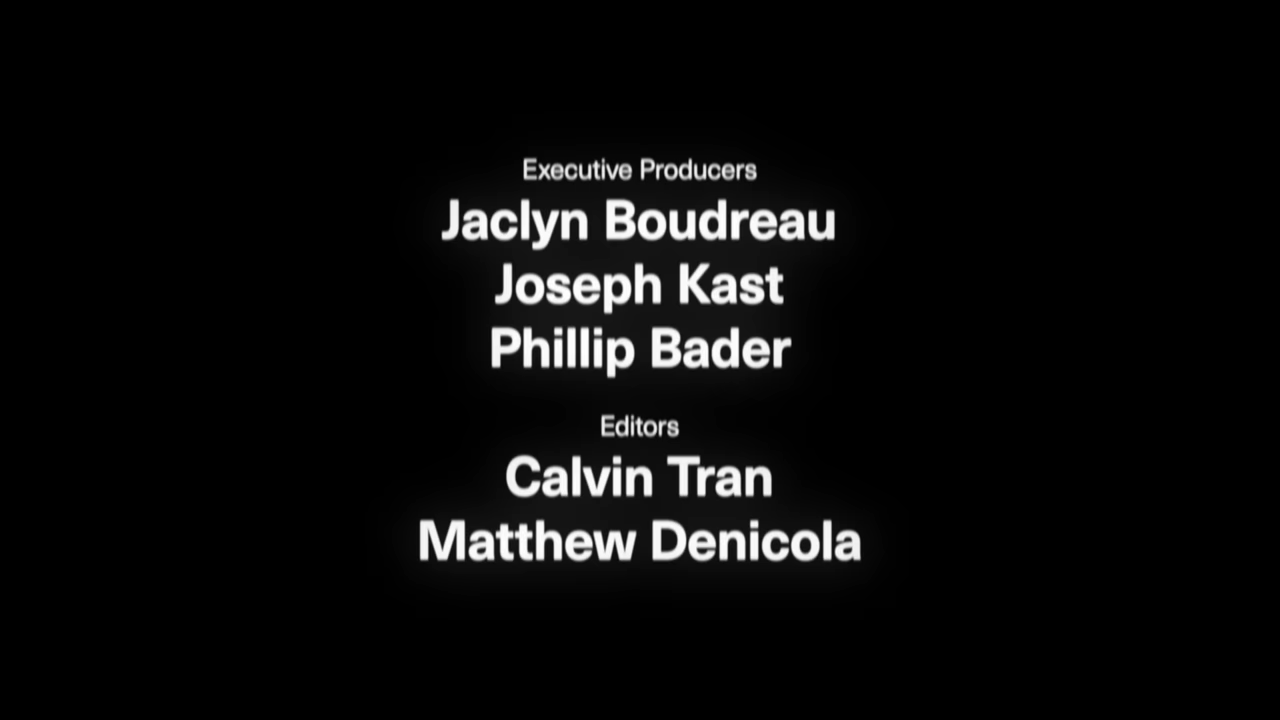 Executive Producers
Jaclyn Boudreau
Joseph Kast
Phillip Bader
Editors
Calvin Tran
Matthew Denicola